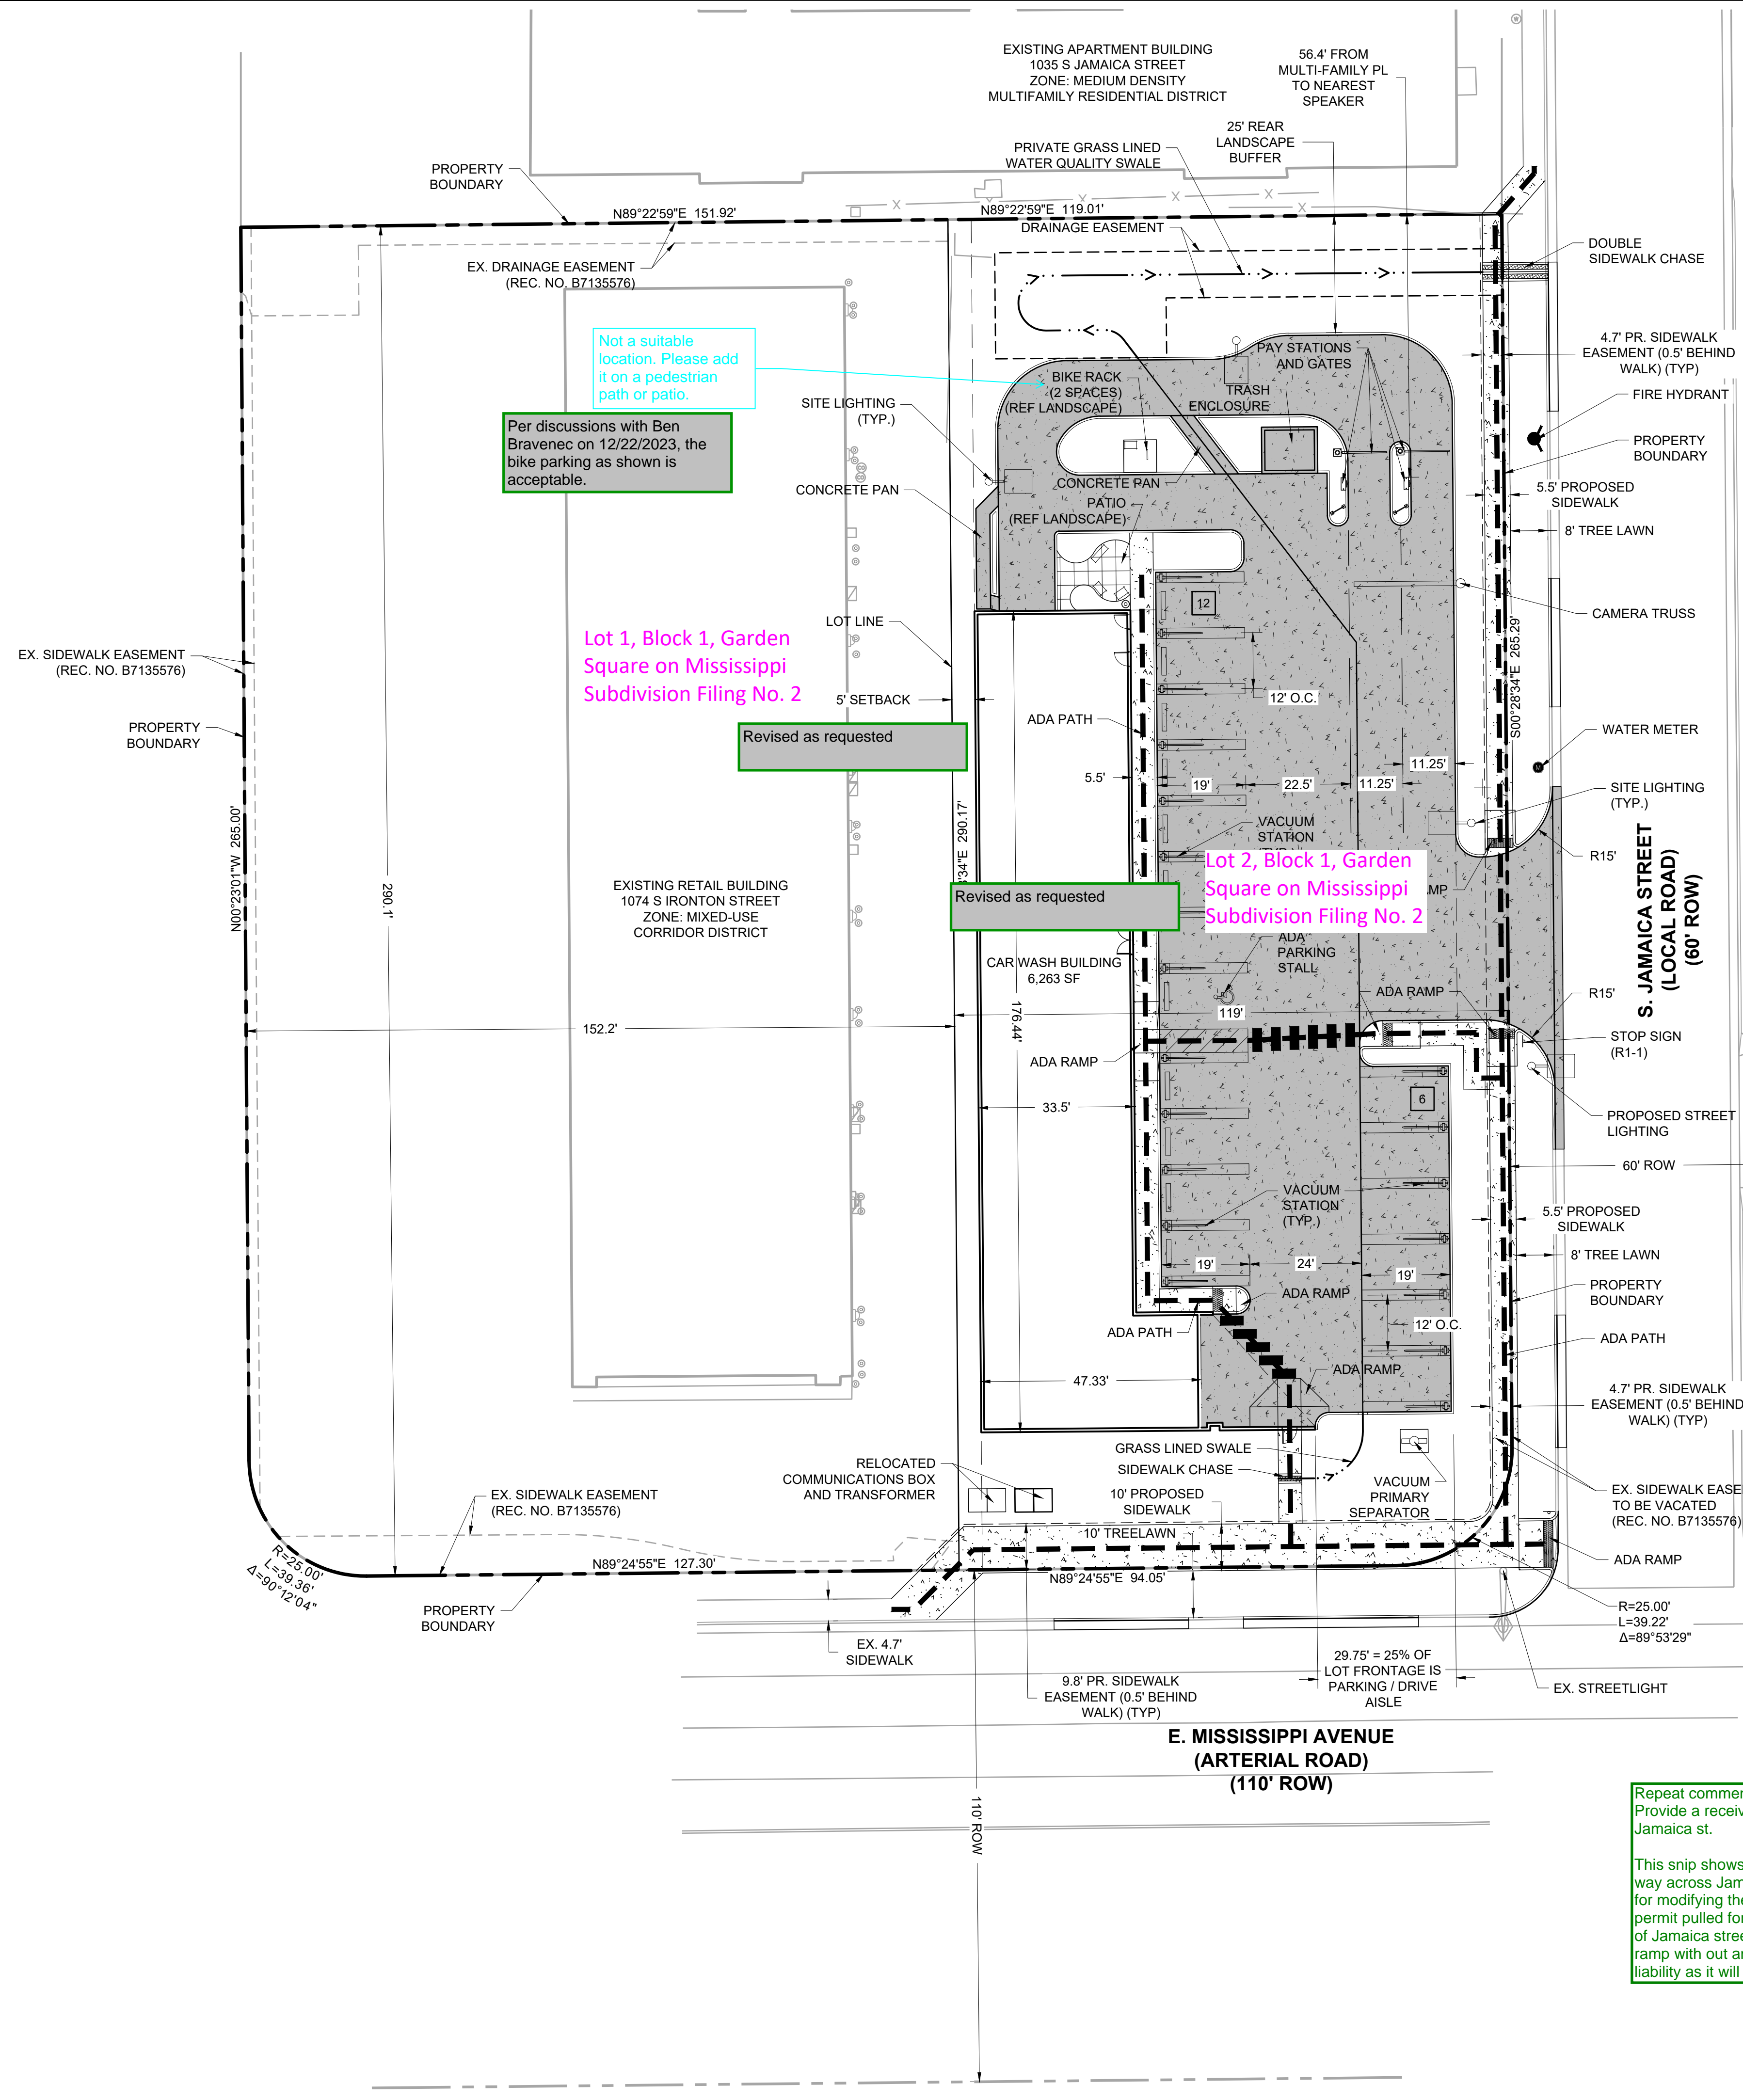 EXISTING APARTMENT BUILDING
1035 S JAMAICA STREET
ZONE: MEDIUM DENSITY
MULTIFAMILY RESIDENTIAL DISTRICT
56.4' FROM
MULTI-FAMILY PL
TO NEAREST
SPEAKER
25' REAR
LANDSCAPE
BUFFER
PRIVATE GRASS LINED
WATER QUALITY SWALE
PROPERTY
BOUNDARY
N89°22'59"E 151.92'
N89°22'59"E 119.01'
DRAINAGE EASEMENT
EX. DRAINAGE EASEMENT
(REC. NO. B7135576)
DOUBLE
SIDEWALK CHASE
Not a suitable
location. Please add
it on a pedestrian
path or patio.
Per discussions with Ben
Bravenec on 12/22/2023, the
bike parking as shown is
acceptable.
4.7' PR. SIDEWALK
EASEMENT (0.5' BEHIND
WALK) (TYP)
PAY STATIONS
AND GATES
BIKE RACK
(2 SPACES)
(REF LANDSCAPE)
TRASH
ENCLOSURE
SITE LIGHTING
(TYP.)
FIRE HYDRANT
PROPERTY
BOUNDARY
CONCRETE PAN
CONCRETE PAN
PATIO
(REF LANDSCAPE)
5.5' PROPOSED
SIDEWALK
8' TREE LAWN
12
CAMERA TRUSS
LOT LINE
Lot 1, Block 1, Garden
Square on Mississippi
Subdivision Filing No. 2
EX. SIDEWALK EASEMENT
(REC. NO. B7135576)
S00°28'34"E 265.29'
5' SETBACK
12' O.C.
ADA PATH
PROPERTY
BOUNDARY
Revised as requested
WATER METER
5.5'
19'
22.5'
11.25'
11.25'
SITE LIGHTING
(TYP.)
N00°23'01"W 265.00'
290.1'
8'34"E 290.17'
VACUUM
STATION
Lot 2, Block 1, Garden
Square on Mississippi
Subdivision Filing No. 2
MP
R15'
S. JAMAICA STREET
(LOCAL ROAD)
(60' ROW)
EXISTING RETAIL BUILDING
1074 S IRONTON STREET
ZONE: MIXED-USE
CORRIDOR DISTRICT
Revised as requested
ADA
PARKING
STALL
CAR WASH BUILDING
6,263 SF
176.44'
ADA RAMP
R15'
119'
152.2'
STOP SIGN
(R1-1)
ADA RAMP
33.5'
6
PROPOSED STREET
LIGHTING
60' ROW
VACUUM
STATION
(TYP.)
5.5' PROPOSED
SIDEWALK
8' TREE LAWN
19'
24'
19'
PROPERTY
BOUNDARY
ADA RAMP
12' O.C.
ADA PATH
ADA PATH
ADA RAMP
47.33'
4.7' PR. SIDEWALK
EASEMENT (0.5' BEHIND
WALK) (TYP)
GRASS LINED SWALE
SIDEWALK CHASE
RELOCATED
COMMUNICATIONS BOX
AND TRANSFORMER
VACUUM
PRIMARY
SEPARATOR
EX. SIDEWALK EASE
TO BE VACATED
(REC. NO. B7135576)
EX. SIDEWALK EASEMENT
(REC. NO. B7135576)
10' PROPOSED
SIDEWALK
10' TREELAWN
ADA RAMP
R=25.00'
L=39.36'
Δ=90°12'04"
N89°24'55"E 127.30'
N89°24'55"E 94.05'
PROPERTY
BOUNDARY
R=25.00'
L=39.22'
Δ=89°53'29"
EX. 4.7'
SIDEWALK
29.75' = 25% OF
LOT FRONTAGE IS
PARKING / DRIVE
AISLE
9.8' PR. SIDEWALK
EASEMENT (0.5' BEHIND
WALK) (TYP)
EX. STREETLIGHT
E. MISSISSIPPI AVENUE
(ARTERIAL ROAD)
(110' ROW)
110' ROW
Repeat commen
Provide a receiv
Jamaica st.
This snip shows
way across Jam
for modifying the
permit pulled for
of Jamaica stree
ramp with out an
liability as it will